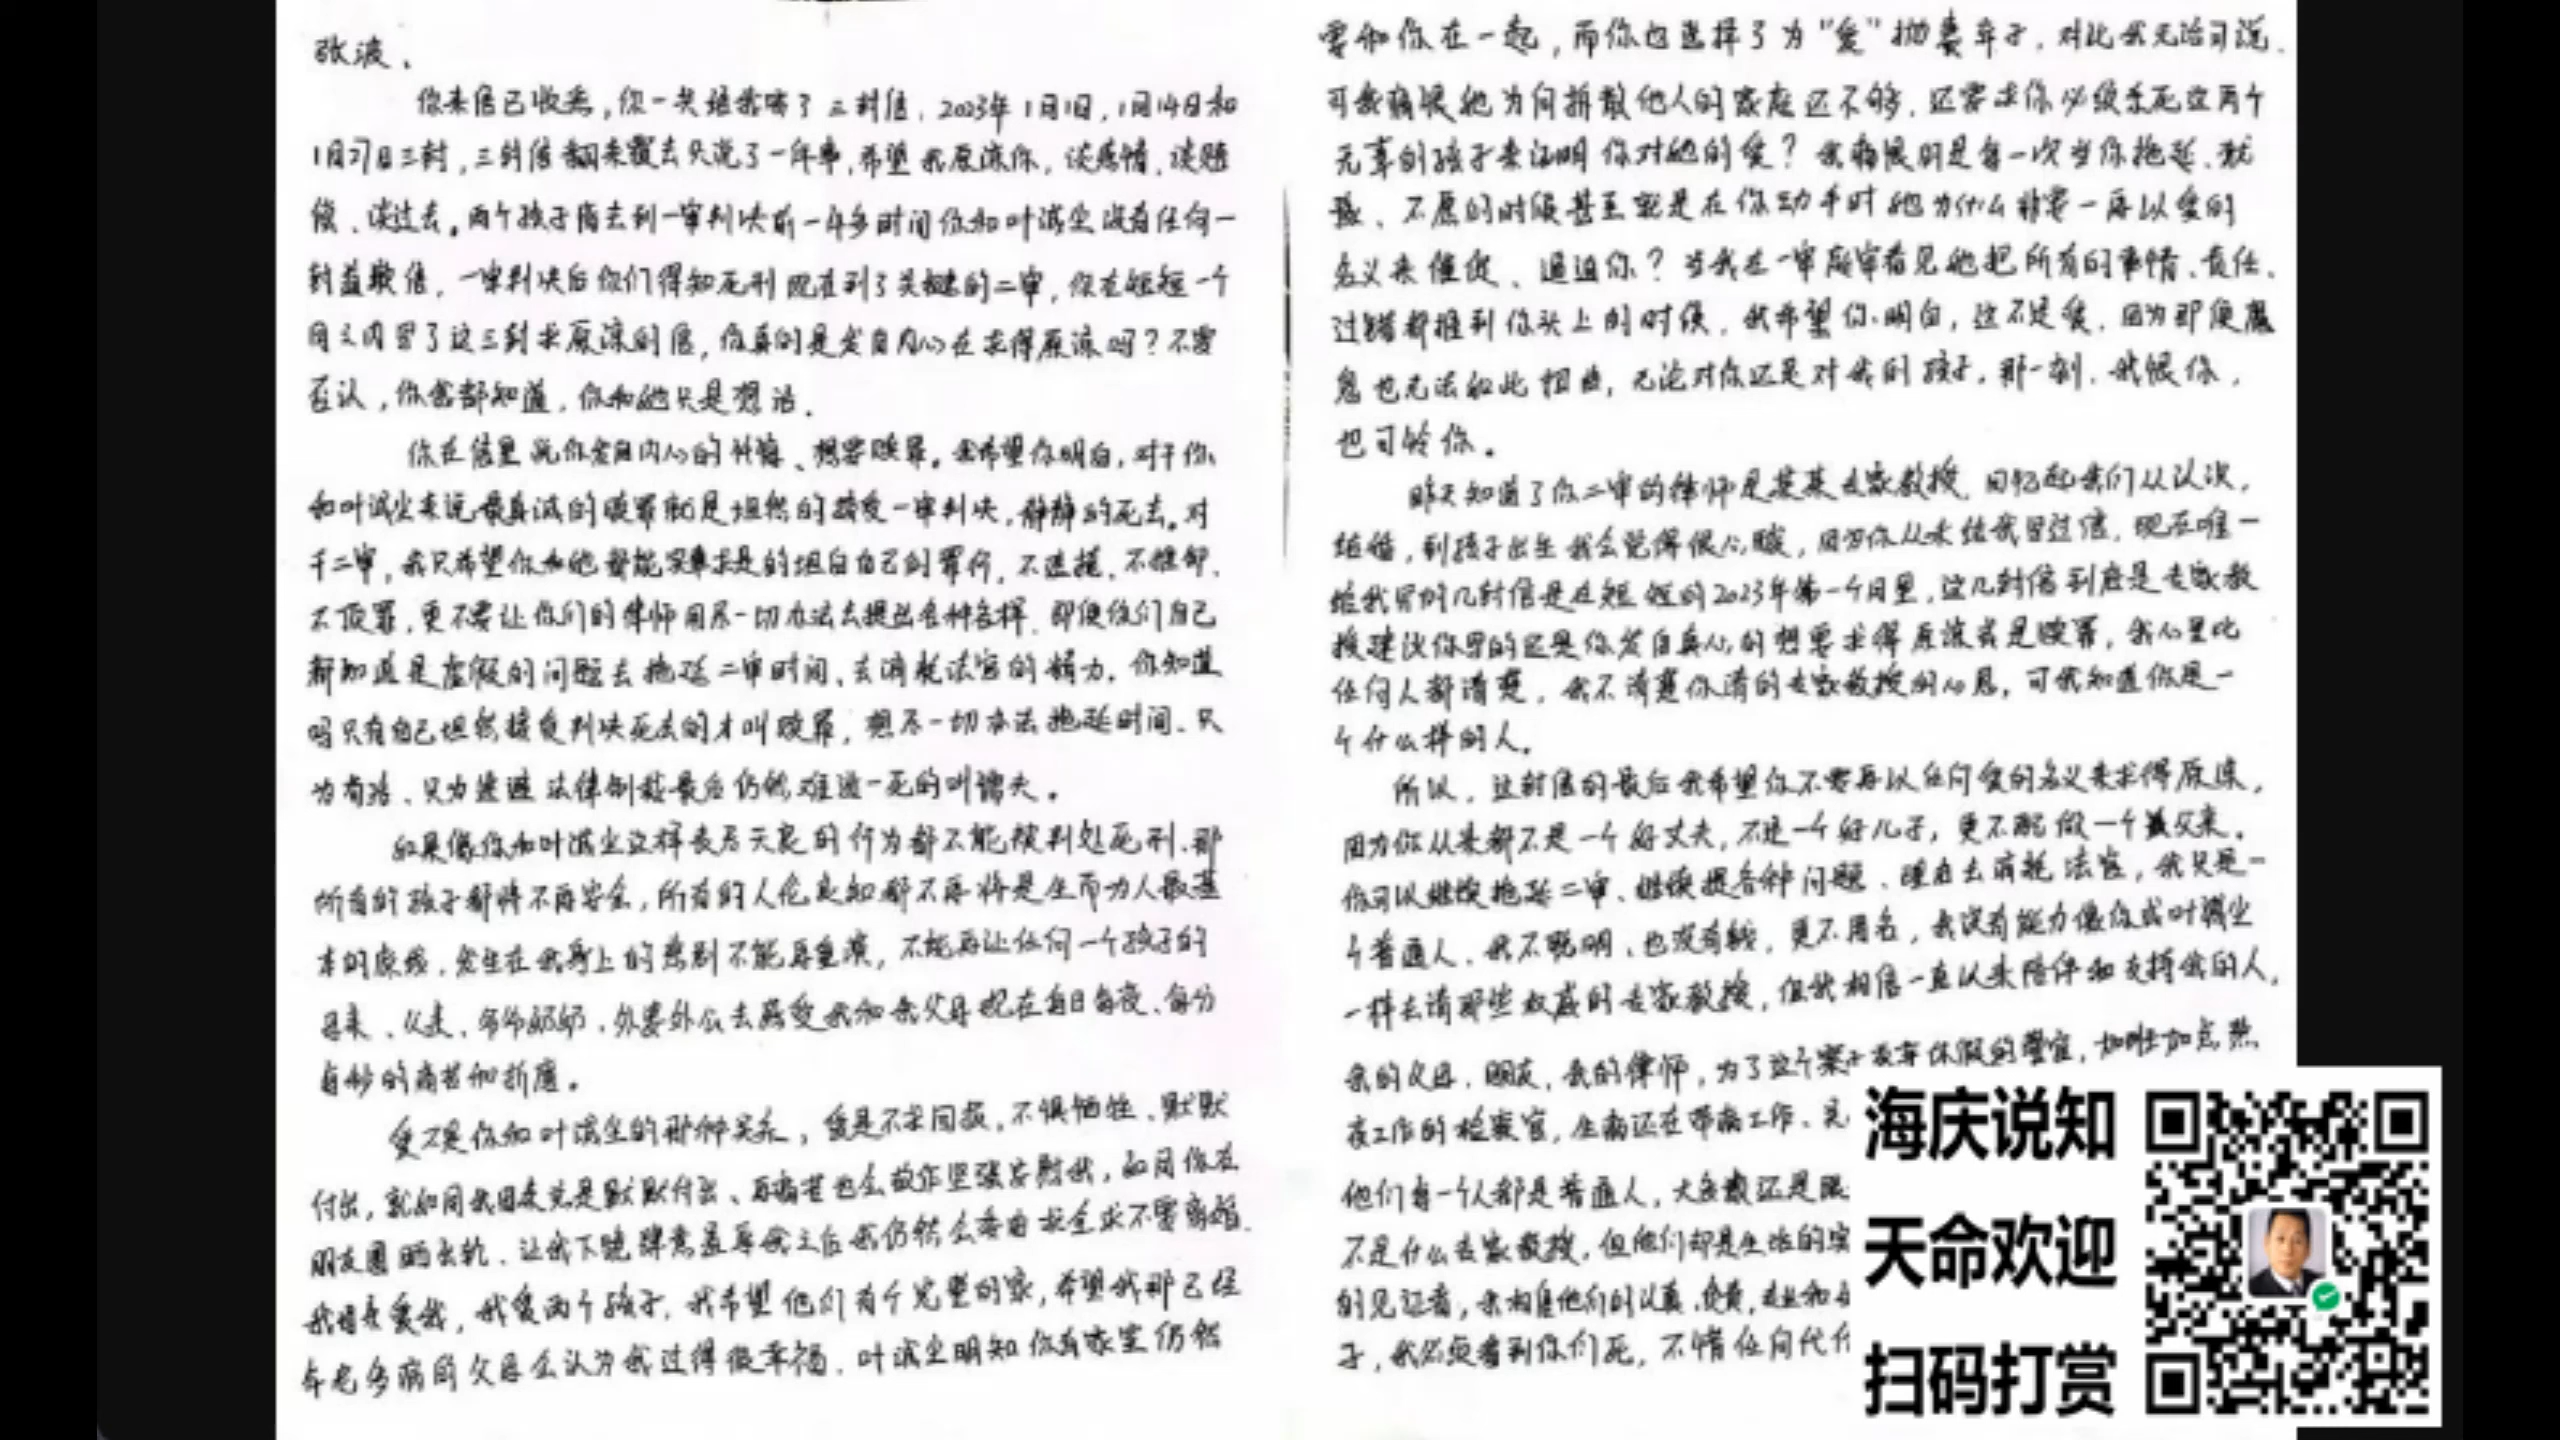 张波、
你来信已收悉，你一共给我写了三封信，2023年1月1日，1月14日和
1月27日三封，三封信翻来覆去只说了一件事，希望我原谅你，谈感情、谈赔
偿、谈过去。两个孩子离去到一审判决前一年多时间你和叶诚尘没有任何一
封道歉信，一审判决后你们得知死刑现在到了关键的二审，你在短短一个
月之内写了这三封求原谅的信，你真的是发自内心在求得原谅吗？不要
否认，你我都知道，你和她只是想活．
你在信里说你发自内心的忏悔、想要赎罪。我希望你明白，对于你
和叶诚尘来说最真诚的赎罪就是坦然的接受一审判决，静静的死去。对
于二审，我只希望你和她都能实事求是的坦白自己的罪行，不逃避、不推卸、
不顶罪，更不要让你们的律师用尽一切办法去提出各种各样、即便你们自己
都知道是虚假的问题去拖延二审时间、去消耗法官的精力。你知道
吗只有自己坦然接受判决死去的才叫赎罪，想尽一切办法拖延时间、只
为苟活、只为逃避法律制裁最后仍然难逃一死的叫懦夫。
如果像你和叶诚尘这样丧尽天良的行为都不能被判处死刑、那
所有的孩子都将不再安全，所有的人伦良知都不再将是生而为人最基
本的底线．发生在我身上的悲剧不能再重演，不能再让任何一个孩子的
母亲、父亲、爷爷奶奶、外婆外公去感受我和我父母现在每日每夜、每分
每秒的痛苦和折磨。
爱不是你和叶诚尘的那种关系，爱是不求回报，不惧牺牲、默默
付出，就如同我母亲总是默默付出、再痛苦也会故作坚强安慰我，如同你在
朋友圈晒出轨、让我下跪肆意羞辱我之后我仍然会委曲求全求不要离婚．
我母亲爱我，我爱两个孩子，我希望他们有个完整的家，希望我那已经
年老多病的父母会认为我过得很幸福．叶诚尘明知你有家室仍然
要和你在一起，而你也选择了为“爱”抛妻弃子，对此我无话可说．
可我痛恨她为何拆散他人的家庭还不够，还要求你必须杀死这两个
无辜的孩子来证明你对她的爱？我痛恨的是每一次当你拖延、犹
豫、不愿的时候甚至就是在你动手时她为什么非要一再以爱的
名义来催促、逼迫你？当我在一审庭审看见她把所有的事情、责任、
过错都推到你头上的时候，我希望你明白，这不是爱．因为即便魔
鬼也无法如此扭曲，无论对你还是对我的孩子，那一刻、我恨你，
也可怜你。
昨天知道了你二审的律师是某某专家教授，回忆起我们从认识，
结婚，到孩子出生我会觉得很心酸，因为你从未给我写过信，现在唯一
给我写的几封信是在短短的2023年第一个月里，这几封信到底是专家教
授建议你写的还是你发自真心的想要求得原谅或是赎罪，我心里比
任何人都清楚，我不清楚你请的专家教授的心思，可我知道你是一
个什么样的人。
所以，这封信的最后我希望你不要再以任何爱的名义来求得原谅，
因为你从来都不是一个好丈夫，不是一个好儿子，更不配做一个父亲。
你可以继续拖延二审、继续提各种问题、理由去消耗法官，我只是一
个普通人、我不聪明、也没有钱，更不用名，我没有能力像你或叶诚尘
一样去请那些权威的专家教授，但我相信一直以来陪伴和支持我的人，
我的父母、朋友，我的律师，为了这个案子放弃休假的警官，加班加点熬
夜工作的检察官，生病还在带病工作、
他们每一个人都是普通人，大多数还是
不是什么专家教授，但他们却是生活的
的见证者，我相信他们的认真、负责，专业和
子，我必须看到你们死，不惜任何代
海庆说知
天命欢迎
扫码打赏